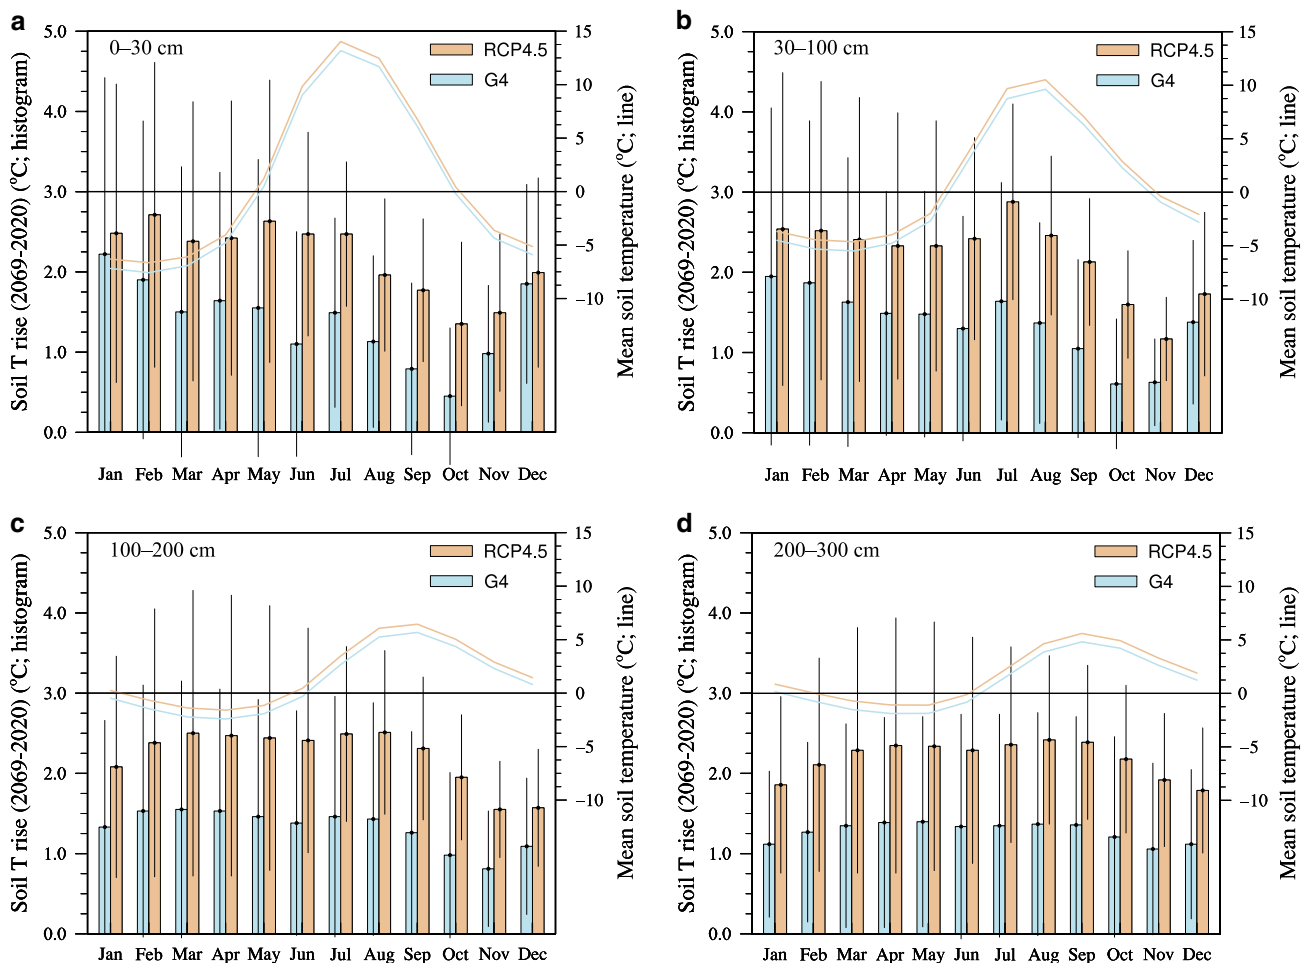 a
0–30 cm
RCP4.5
G4
Soil T rise (2069-2020) (°C; histogram)
5.0
4.0
3.0
2.0
1.0
0.0
15
10
5
0
−5
−10
Mean soil temperature (°C; line)
Jan Feb Mar Apr May Jun Jul Aug Sep Oct Nov Dec
b
30–100 cm
RCP4.5
G4
Soil T rise (2069-2020) (°C; histogram)
5.0
4.0
3.0
2.0
1.0
0.0
15
10
5
0
−5
−10
Mean soil temperature (°C; line)
Jan Feb Mar Apr May Jun Jul Aug Sep Oct Nov Dec
c
100–200 cm
RCP4.5
G4
Soil T rise (2069-2020) (°C; histogram)
5.0
4.0
3.0
2.0
1.0
0.0
15
10
5
0
−5
−10
Mean soil temperature (°C; line)
Jan Feb Mar Apr May Jun Jul Aug Sep Oct Nov Dec
d
200–300 cm
RCP4.5
G4
Soil T rise (2069-2020) (°C; histogram)
5.0
4.0
3.0
2.0
1.0
0.0
15
10
5
0
−5
−10
Mean soil temperature (°C; line)
Jan Feb Mar Apr May Jun Jul Aug Sep Oct Nov Dec